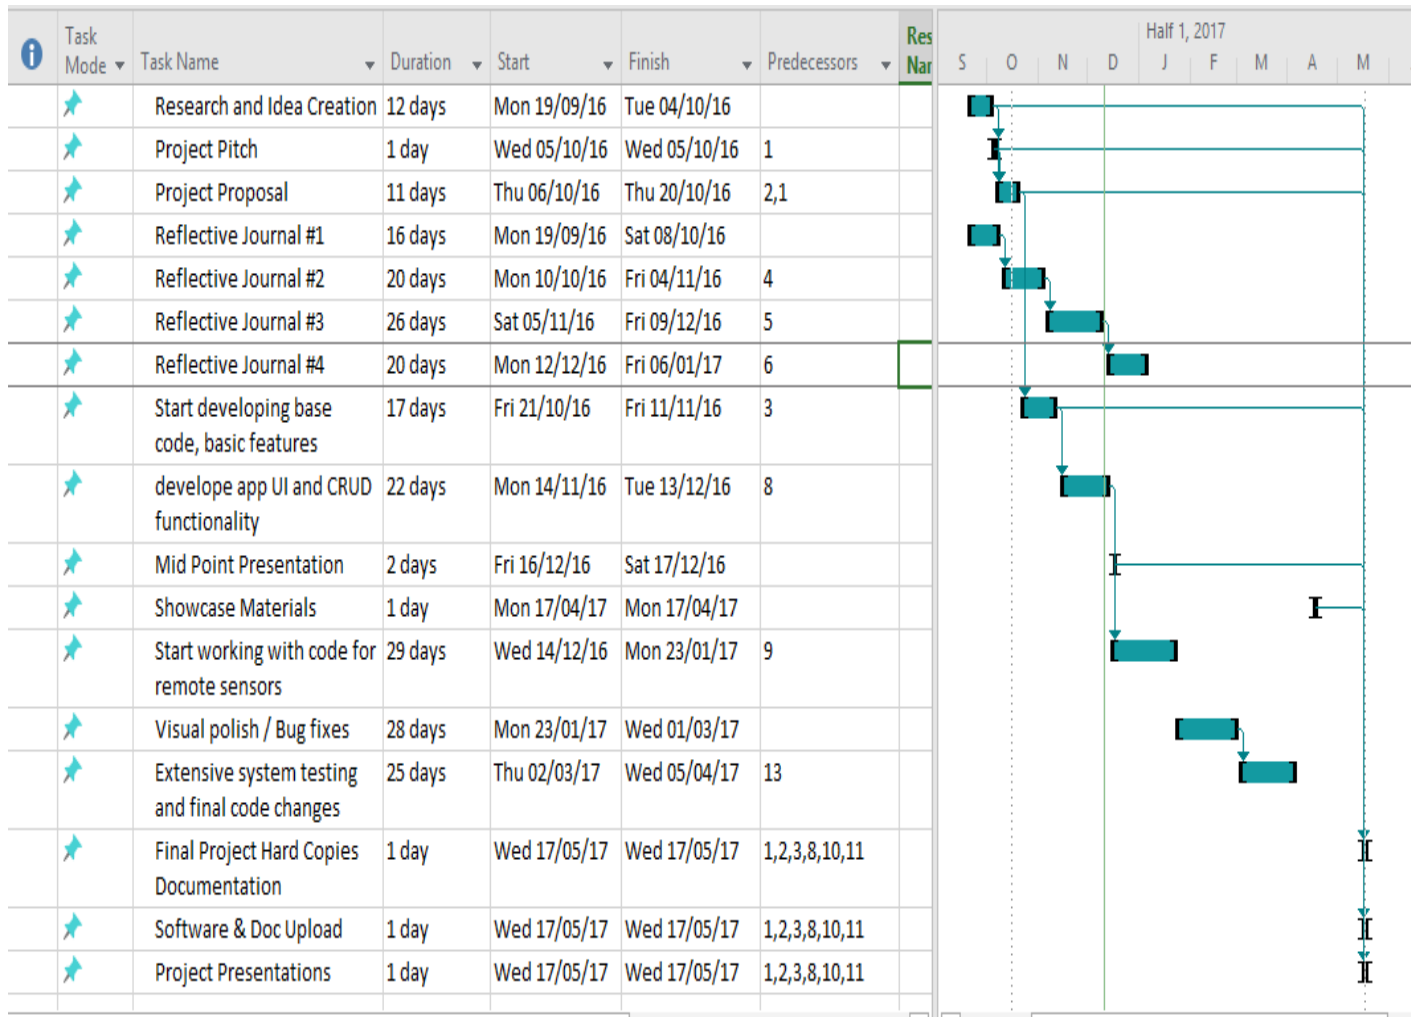 Task Mode Task Name Duration Start Finish Predecessors Res Nar
Half 1, 2017
S O N D J F M A M
Research and Idea Creation 12 days Mon 19/09/16 Tue 04/10/16
Project Pitch 1 day Wed 05/10/16 Wed 05/10/16 1
Project Proposal 11 days Thu 06/10/16 Thu 20/10/16 2,1
Reflective Journal #1 16 days Mon 19/09/16 Sat 08/10/16
Reflective Journal #2 20 days Mon 10/10/16 Fri 04/11/16 4
Reflective Journal #3 26 days Sat 05/11/16 Fri 09/12/16 5
Reflective Journal #4 20 days Mon 12/12/16 Fri 06/01/17 6
Start developing base 17 days Fri 21/10/16 Fri 11/11/16 3
code, basic features
develope app UI and CRUD 22 days Mon 14/11/16 Tue 13/12/16 8
functionality
Mid Point Presentation 2 days Fri 16/12/16 Sat 17/12/16
Showcase Materials 1 day Mon 17/04/17 Mon 17/04/17
Start working with code for 29 days Wed 14/12/16 Mon 23/01/17 9
remote sensors
Visual polish / Bug fixes 28 days Mon 23/01/17 Wed 01/03/17
Extensive system testing 25 days Thu 02/03/17 Wed 05/04/17 13
and final code changes
Final Project Hard Copies 1 day Wed 17/05/17 Wed 17/05/17 1,2,3,8,10,11
Documentation
Software & Doc Upload 1 day Wed 17/05/17 Wed 17/05/17 1,2,3,8,10,11
Project Presentations 1 day Wed 17/05/17 Wed 17/05/17 1,2,3,8,10,11